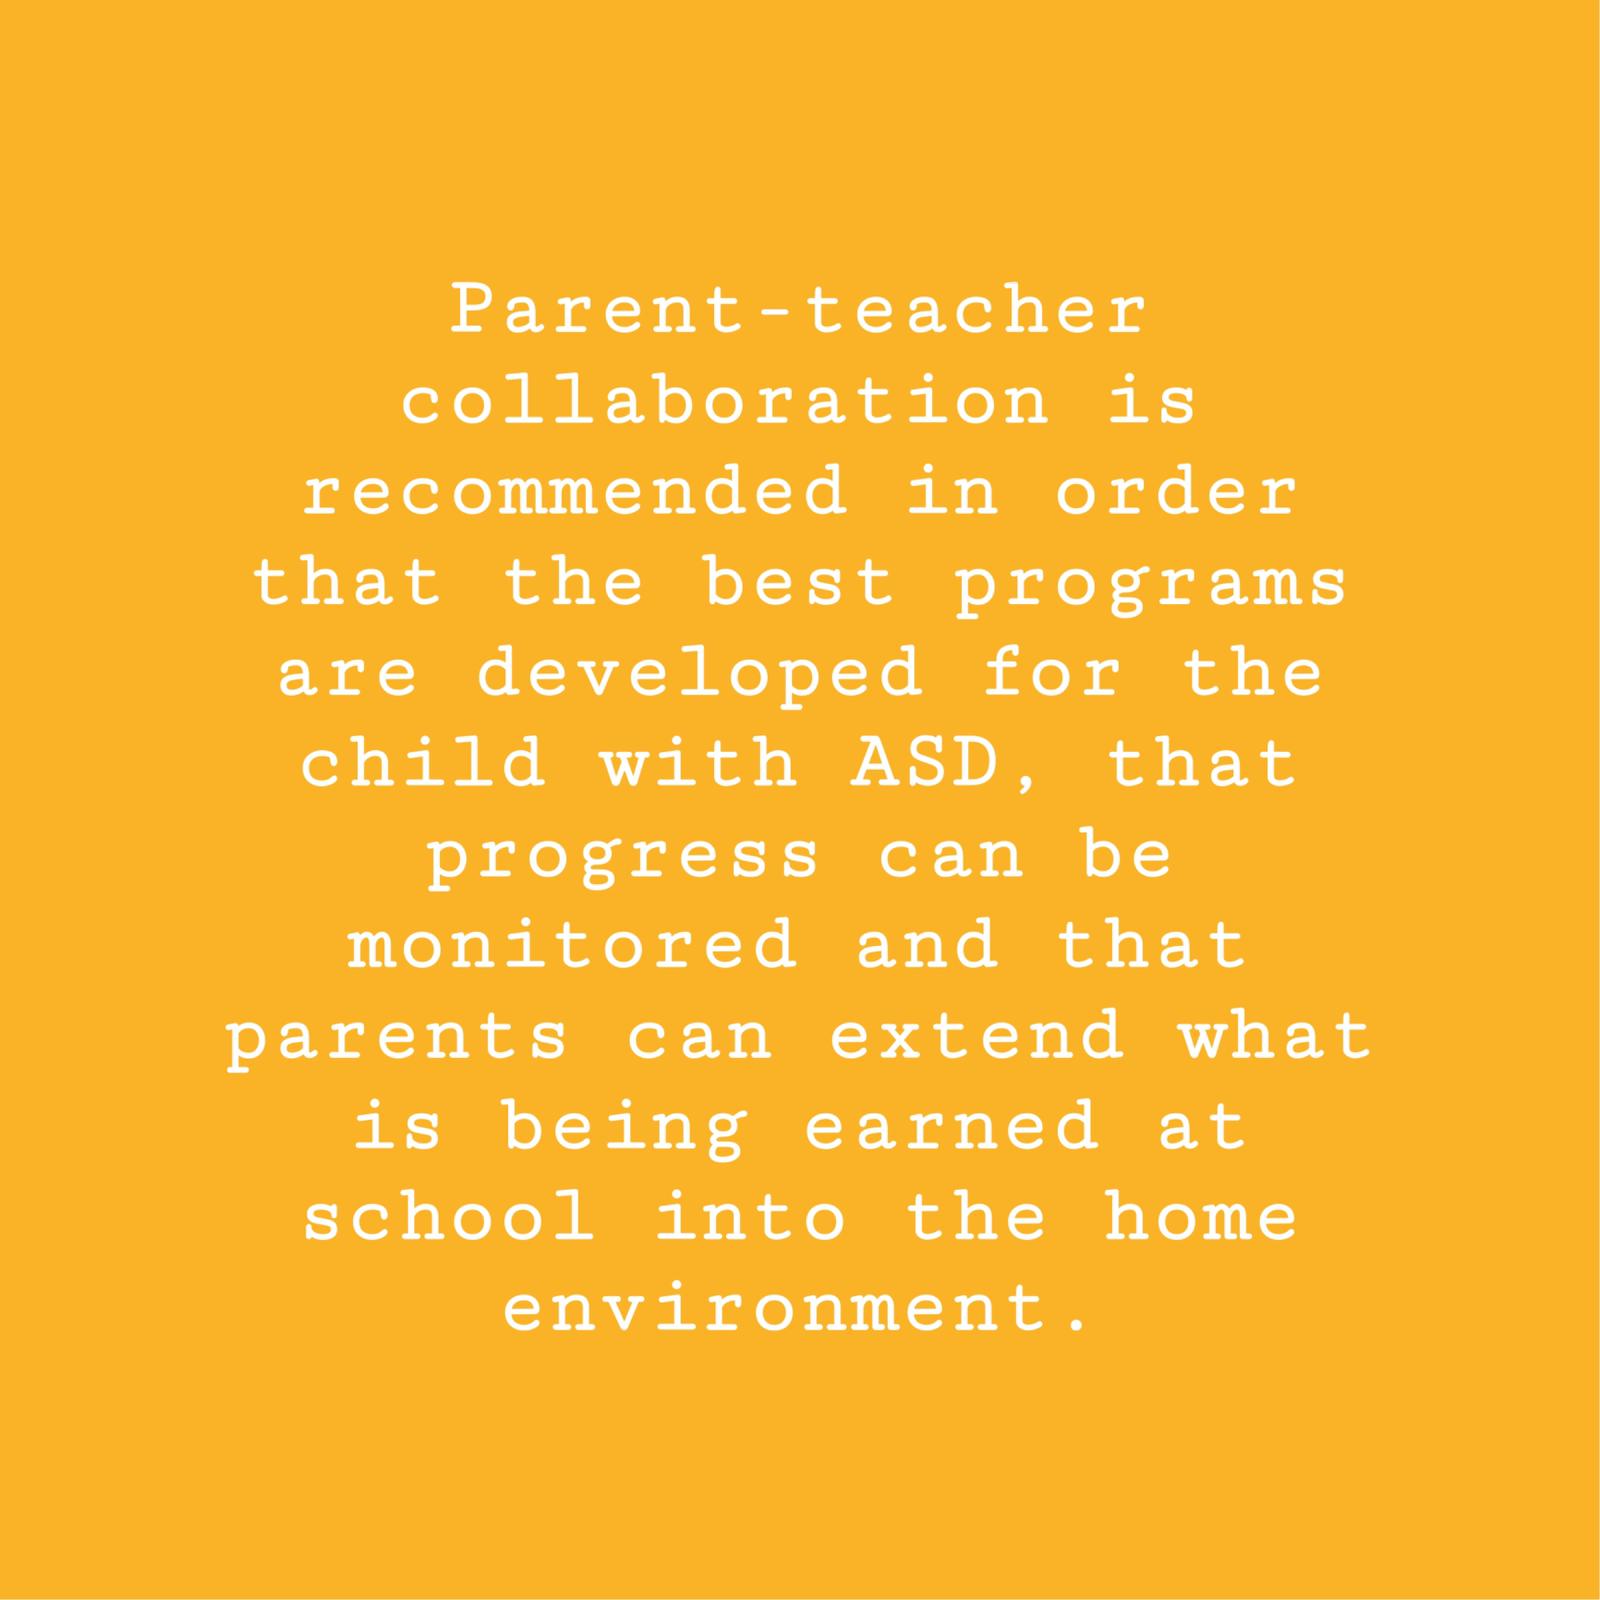 Parent-teacher
collaboration is
recommended in order
that the best programs
are developed for the
child with ASD, that
progress can be
monitored and that
parents can extend what
is being earned at
school into the home
environment.